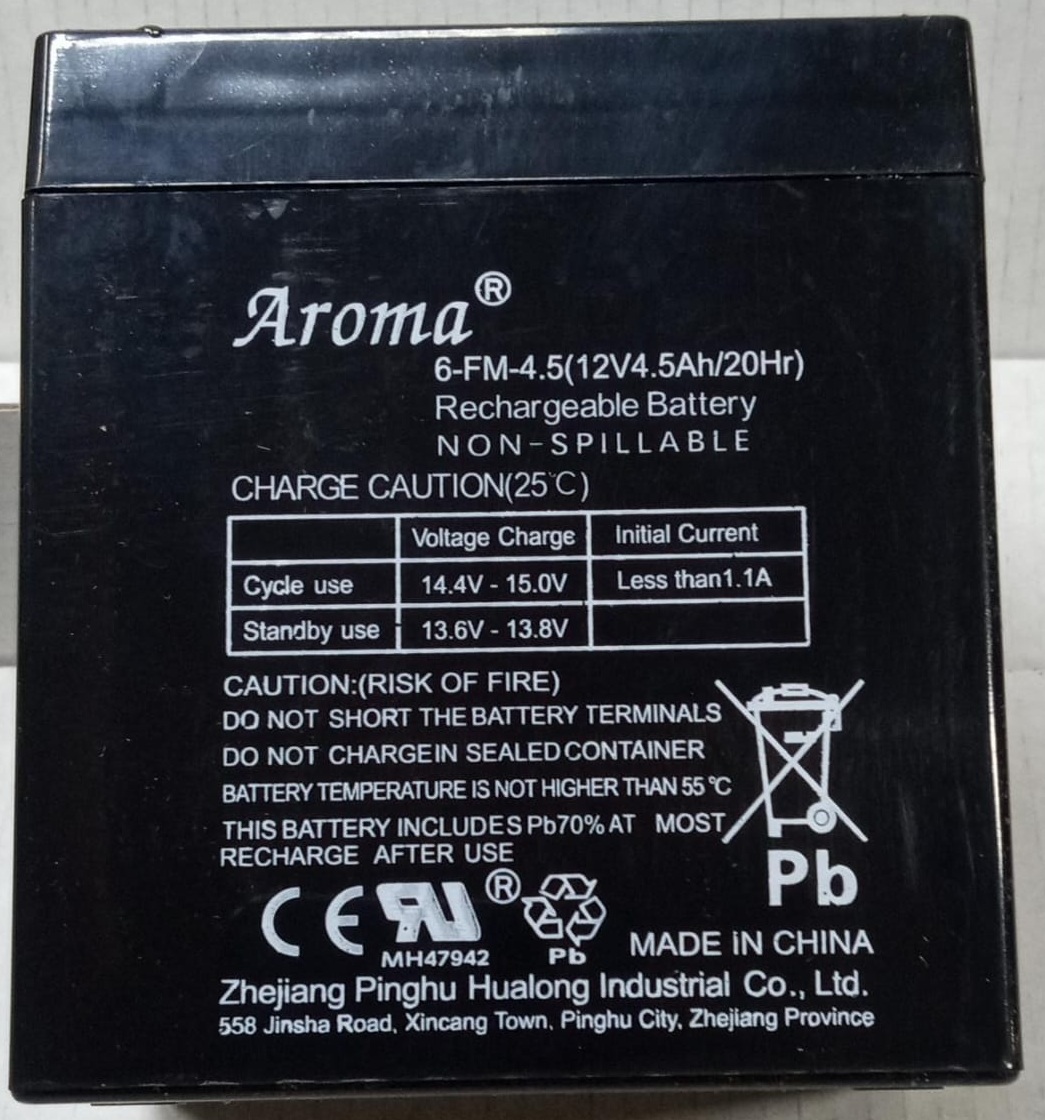 Aroma®
6-FM-4.5(12V4.5Ah/20Hr)
Rechargeable Battery
NON-SPILLABLE
CHARGE CAUTION(25℃)
Voltage Charge Initial Current
Cycle use 14.4V - 15.0V Less than1.1A
Standby use 13.6V - 13.8V
CAUTION:(RISK OF FIRE)
DO NOT SHORT THE BATTERY TERMINALS
DO NOT CHARGEIN SEALED CONTAINER
BATTERY TEMPERATURE IS NOT HIGHER THAN 55℃
THIS BATTERY INCLUDES Pb70% AT MOST
RECHARGE AFTER USE
Pb
CE RU®
MH47942
Pb
MADE iN CHINA
Zhejiang Pinghu Hualong Industrial Co., Ltd.
558 Jinsha Road, Xincang Town, Pinghu City, Zhejiang Province